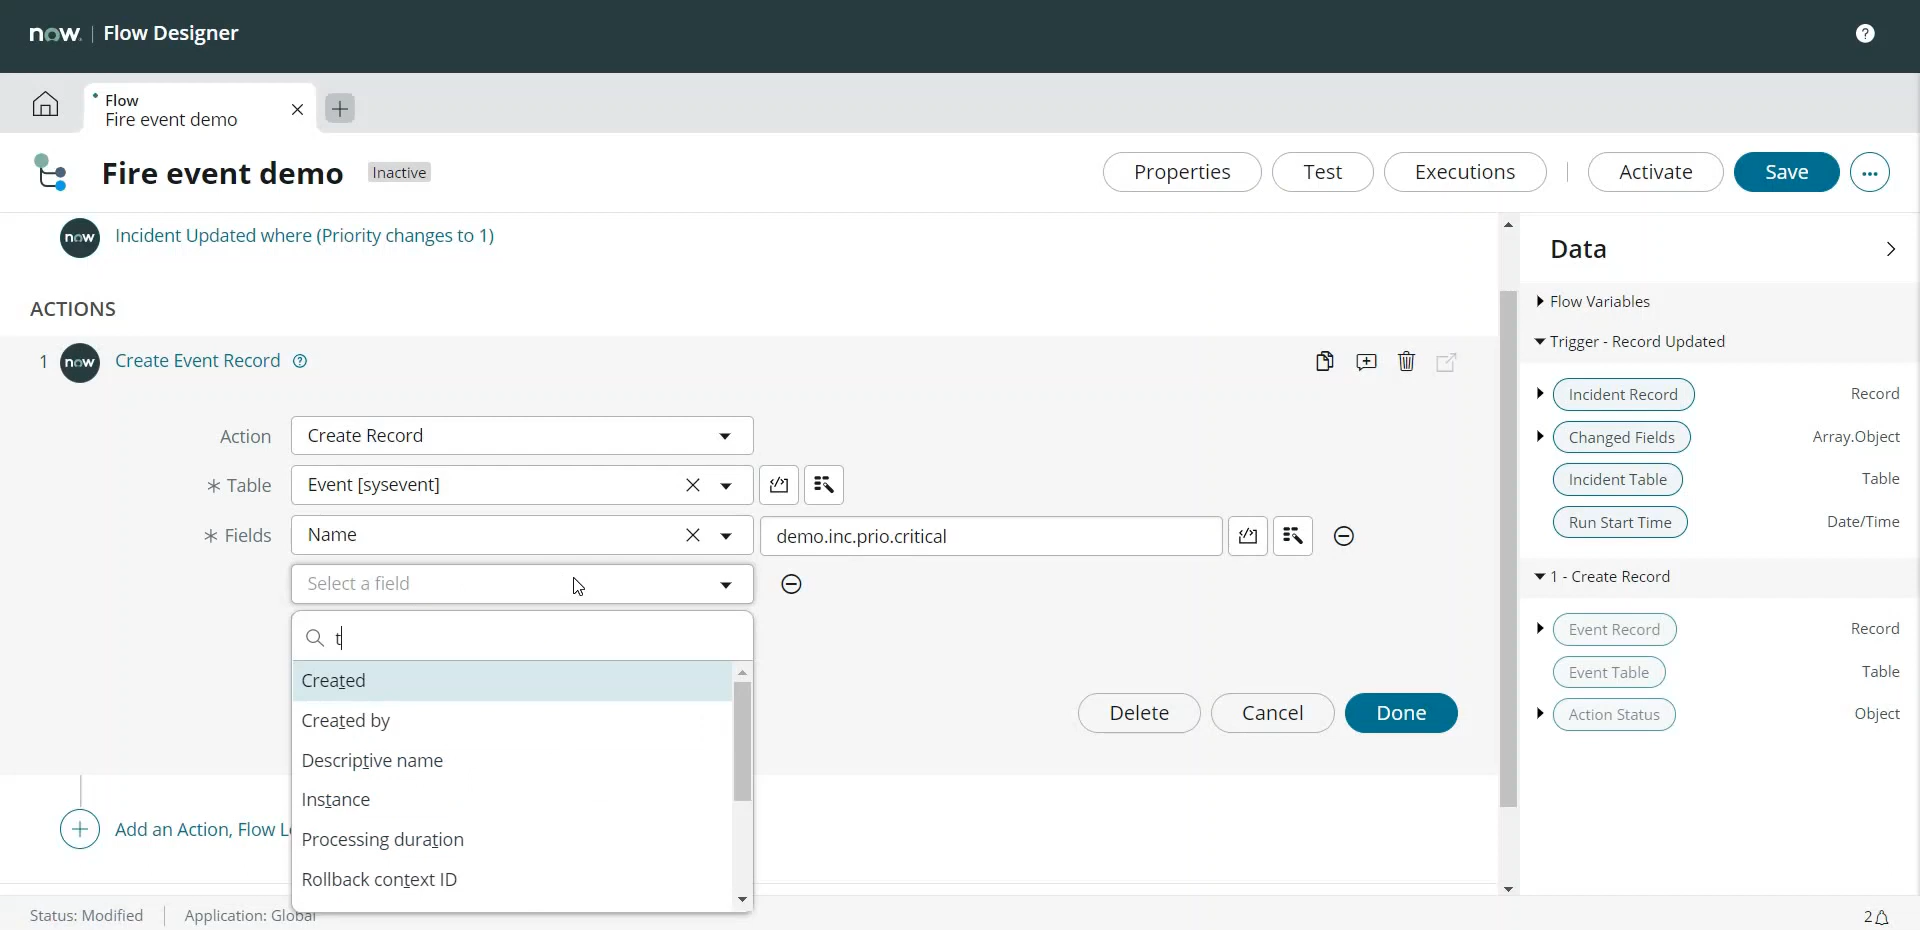 now. | Flow Designer
?
Flow
Fire event demo
Fire event demo Inactive
Properties Test Executions Activate Save ...
now Incident Updated where (Priority changes to 1)
ACTIONS
1 now Create Event Record ?
Action Create Record
* Table Event [sysevent]
* Fields Name demo.inc.prio.critical
Select a field
t
Created
Created by
Descriptive name
Instance
Processing duration
Rollback context ID
Delete Cancel Done
Add an Action, Flow L
Data
Flow Variables
Trigger - Record Updated
Incident Record Record
Changed Fields Array.Object
Incident Table Table
Run Start Time Date/Time
1 - Create Record
Event Record Record
Event Table Table
Action Status Object
Status: Modified Application: Global
2